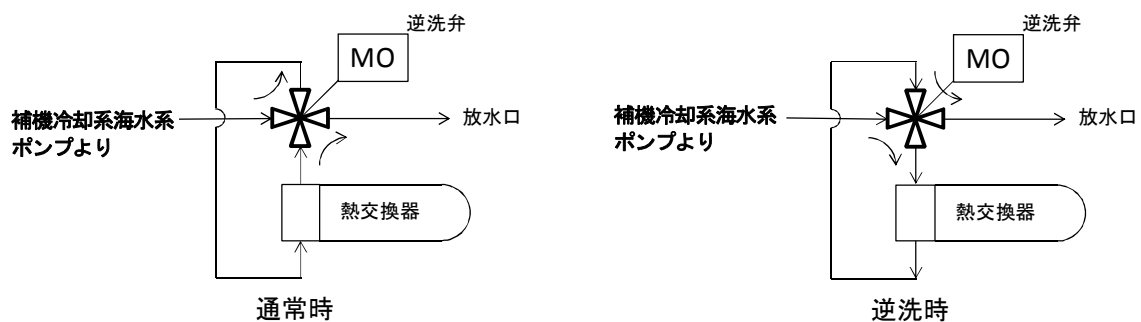 逆洗弁
MO
補機冷却系海水系
ポンプより
放水口
熱交換器
通常時
逆洗弁
MO
補機冷却系海水系
ポンプより
放水口
熱交換器
逆洗時